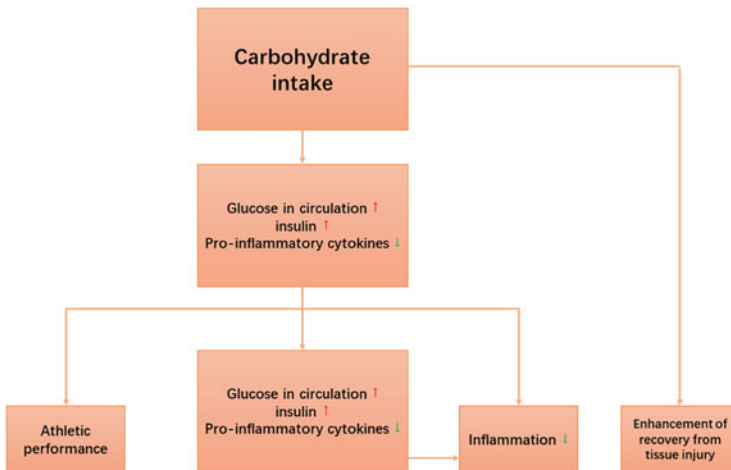 Carbohydrate
intake
Glucose in circulation ↑
insulin ↑
Pro-inflammatory cytokines ↓
Athletic
performance
Glucose in circulation ↑
insulin ↑
Pro-inflammatory cytokines ↓
Inflammation ↓
Enhancement of
recovery from
tissue injury